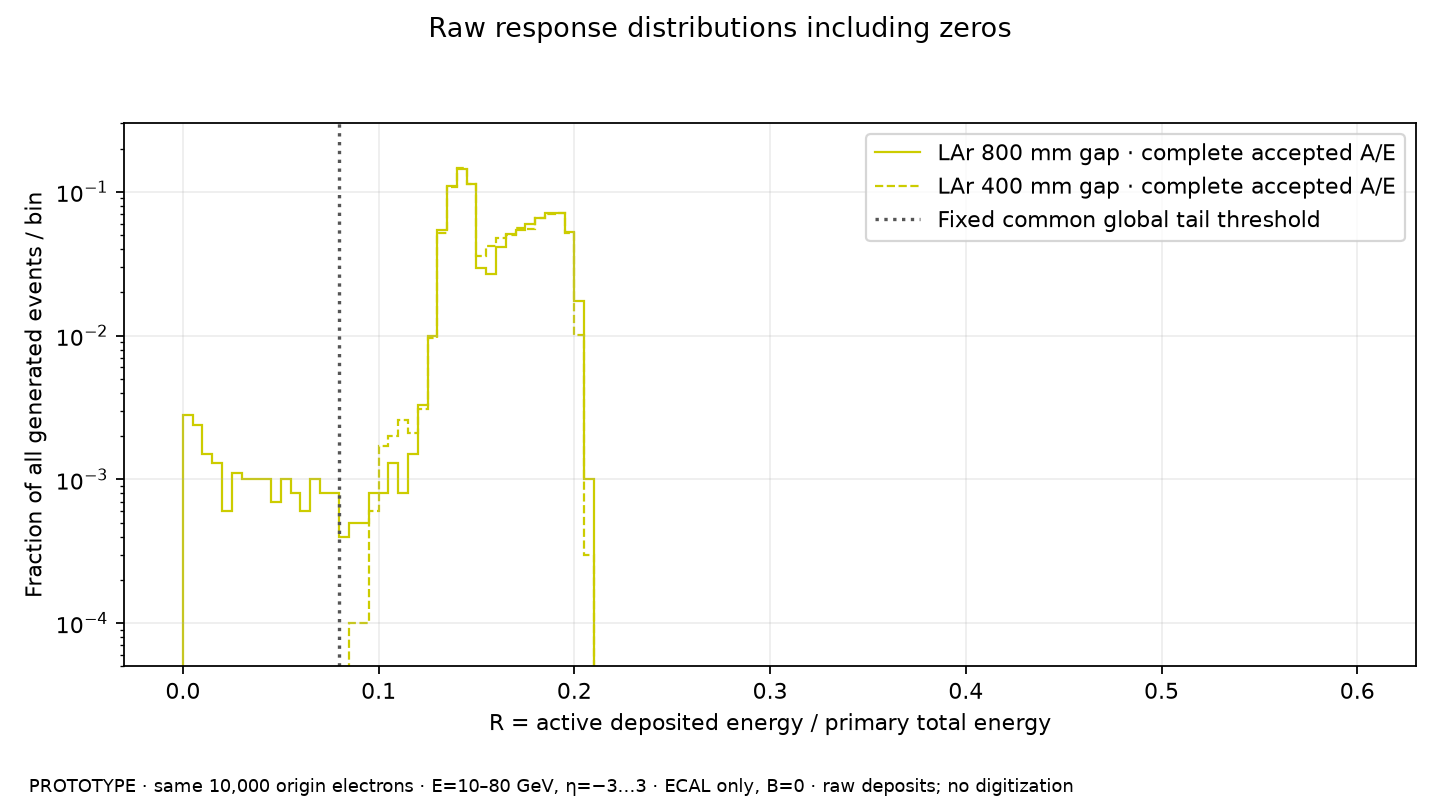 Raw response distributions including zeros
LAr 800 mm gap · complete accepted A/E
LAr 400 mm gap · complete accepted A/E
Fixed common global tail threshold
Fraction of all generated events / bin
10⁻¹
10⁻²
10⁻³
10⁻⁴
0.0 0.1 0.2 0.3 0.4 0.5 0.6
R = active deposited energy / primary total energy
PROTOTYPE · same 10,000 origin electrons · E=10–80 GeV, η=−3…3 · ECAL only, B=0 · raw deposits; no digitization